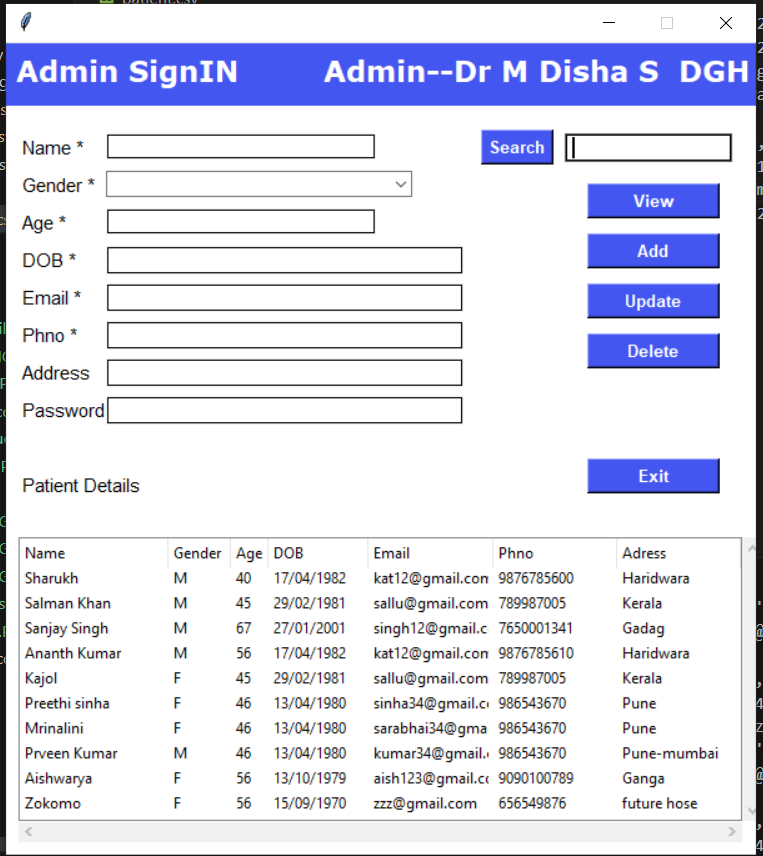 patient.csv
Admin SignIN Admin--Dr M Disha S DGH
Name * Search
Gender *
View
Age *
DOB * Add
Email * Update
Phno *
Delete
Address
Password
Exit
Patient Details
Name Gender Age DOB Email Phno Adress
Sharukh M 40 17/04/1982 kat12@gmail.com 9876785600 Haridwara
Salman Khan M 45 29/02/1981 sallu@gmail.com 789987005 Kerala
Sanjay Singh M 67 27/01/2001 singh12@gmail.c 7650001341 Gadag
Ananth Kumar M 56 17/04/1982 kat12@gmail.com 9876785610 Haridwara
Kajol F 45 29/02/1981 sallu@gmail.com 789987005 Kerala
Preethi sinha F 46 13/04/1980 sinha34@gmail.co 986543670 Pune
Mrinalini F 46 13/04/1980 sarabhai34@gma 986543670 Pune
Prveen Kumar M 46 13/04/1980 kumar34@gmail. 986543670 Pune-mumbai
Aishwarya F 56 13/10/1979 aish123@gmail.cc 9090100789 Ganga
Zokomo F 56 15/09/1970 zzz@gmail.com 656549876 future hose